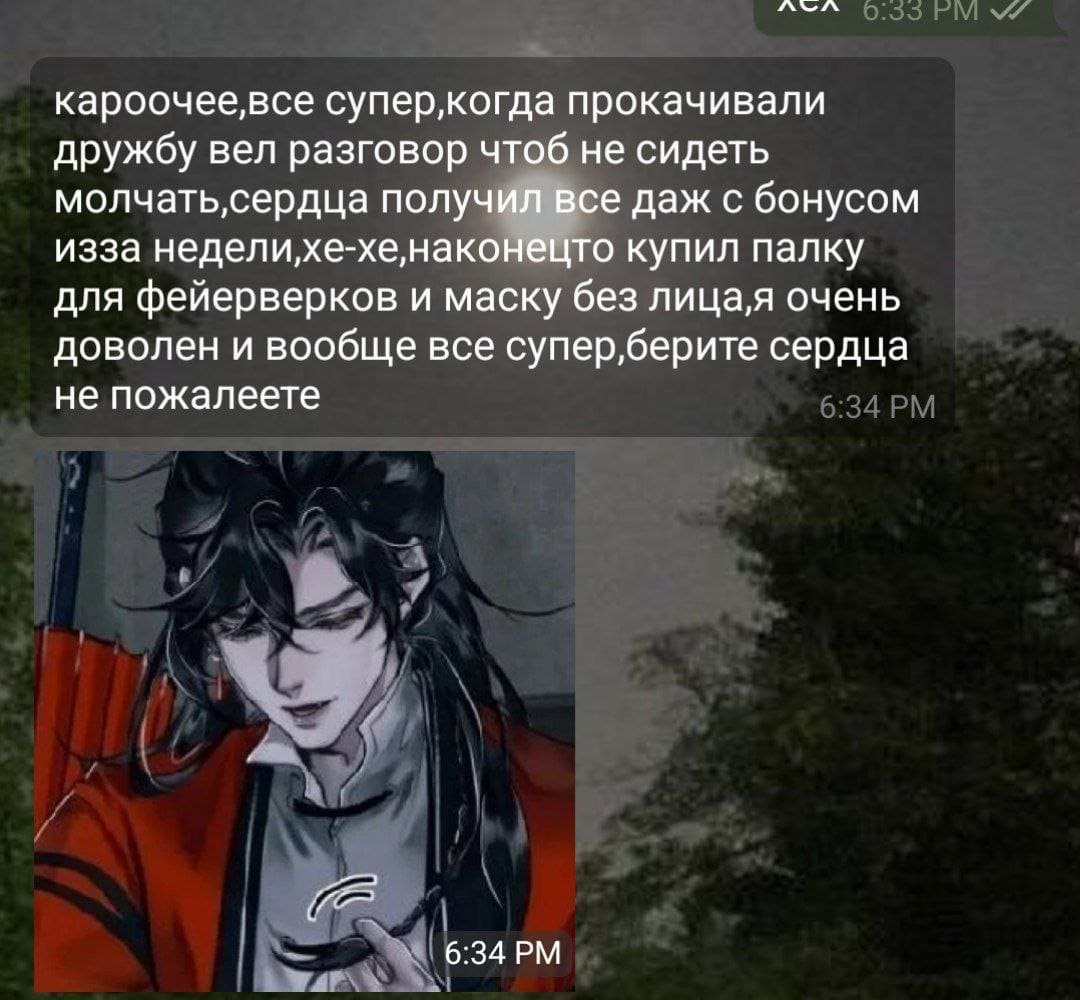 хех 6:33 PM
кароочее,все супер,когда прокачивали
дружбу вел разговор чтоб не сидеть
молчать,сердца получил все даж с бонусом
изза недели,хе-хе,наконецто купил палку
для фейерверков и маску без лица,я очень
доволен и вообще все супер,берите сердца
не пожалеете
6:34 PM
6:34 PM